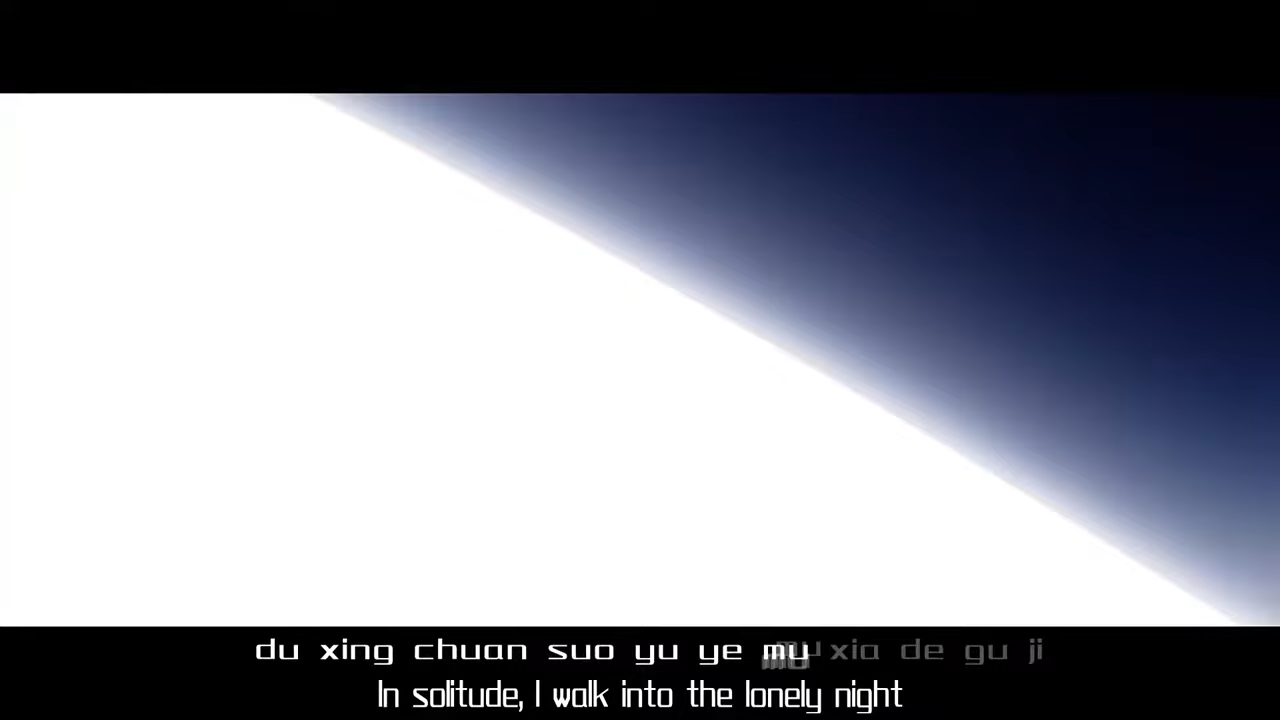 du xing chuan suo yu ye mu xia de gu ji
In solitude, I walk into the lonely night